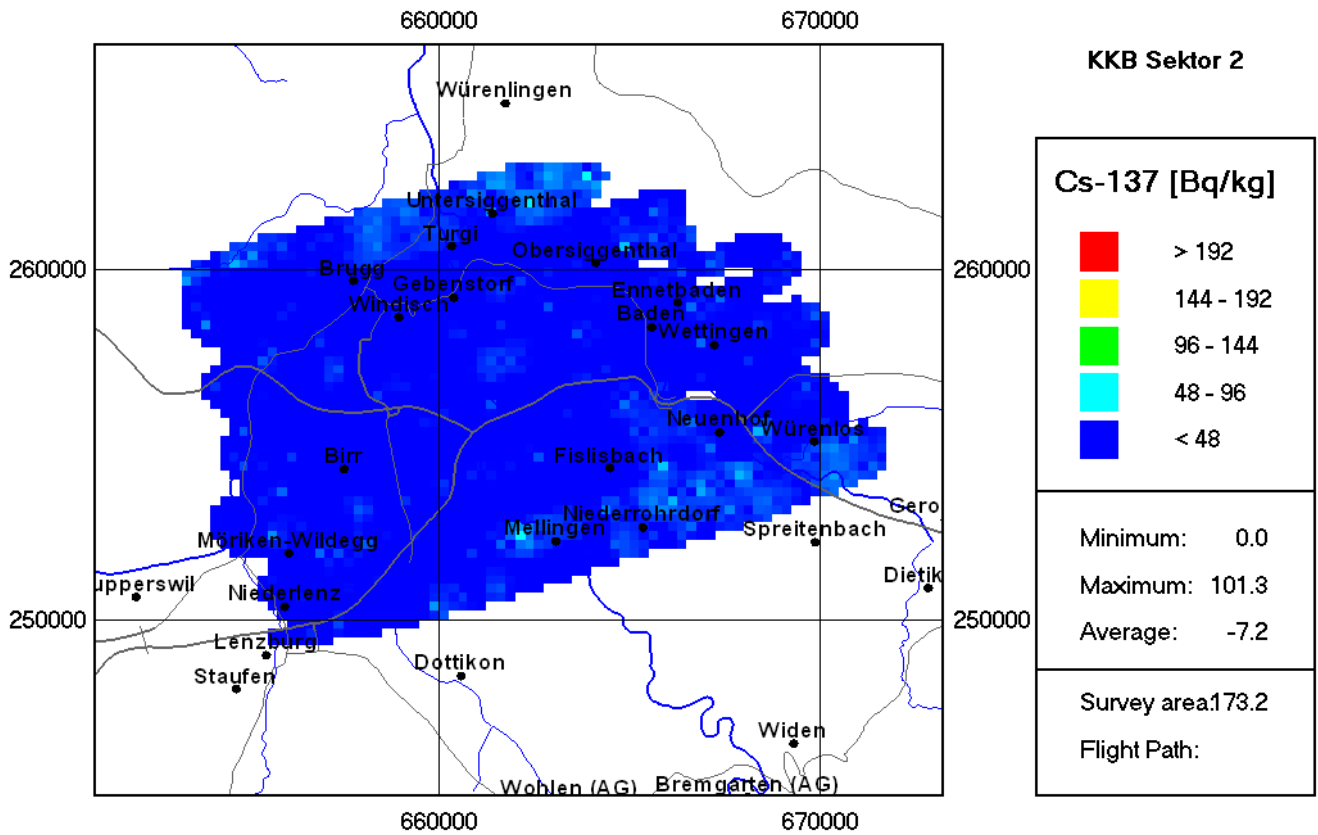 660000 670000
KKB Sektor 2
Würenlingen
Cs-137 [Bq/kg]
Untersiggenthal
Turgi
> 192
Obersiggenthal
260000 260000
Brugg
Gebenstorf
Ennetbaden
144 - 192
Windisch
Baden
Wettingen
96 - 144
48 - 96
Neuenhof
Würenlos
< 48
Birr
Fislisbach
Gero
Niederrohrdorf
Mellingen
Spreitenbach
Möriken-Wildegg
Minimum: 0.0
upperswil
Dietik
Maximum: 101.3
Niederlenz
250000 250000
Average: -7.2
Lenzburg
Dottikon
Staufen
Survey area:173.2
Widen
Flight Path:
Wohlen (AG)
Bremgarten (AG)
660000 670000